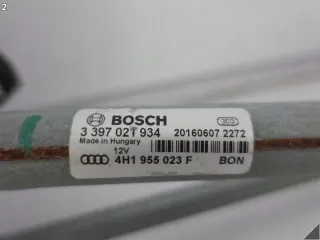 2
BOSCH
3 397 021 934 20160607 2272
Made in Hungary
12V
4H1 955 023 F BON